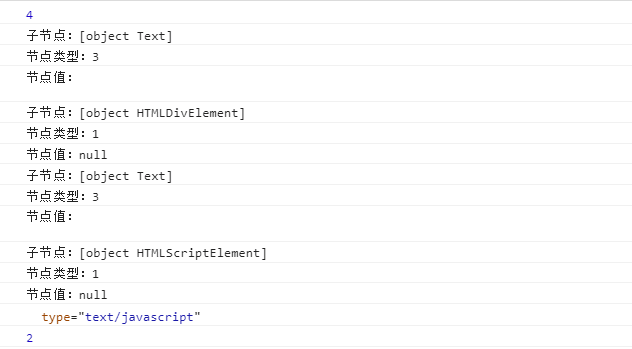 4
子节点：[object Text]
节点类型：3
节点值：
子节点：[object HTMLDivElement]
节点类型：1
节点值：null
子节点：[object Text]
节点类型：3
节点值：
子节点：[object HTMLScriptElement]
节点类型：1
节点值：null
type="text/javascript"
2